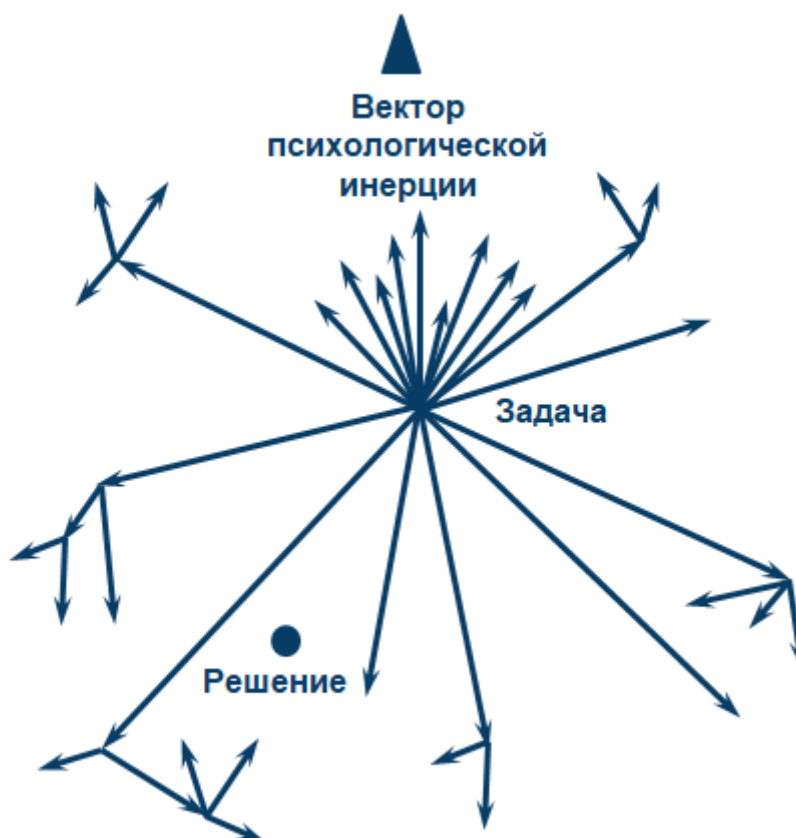 Вектор
психологической
инерции
Задача
Решение